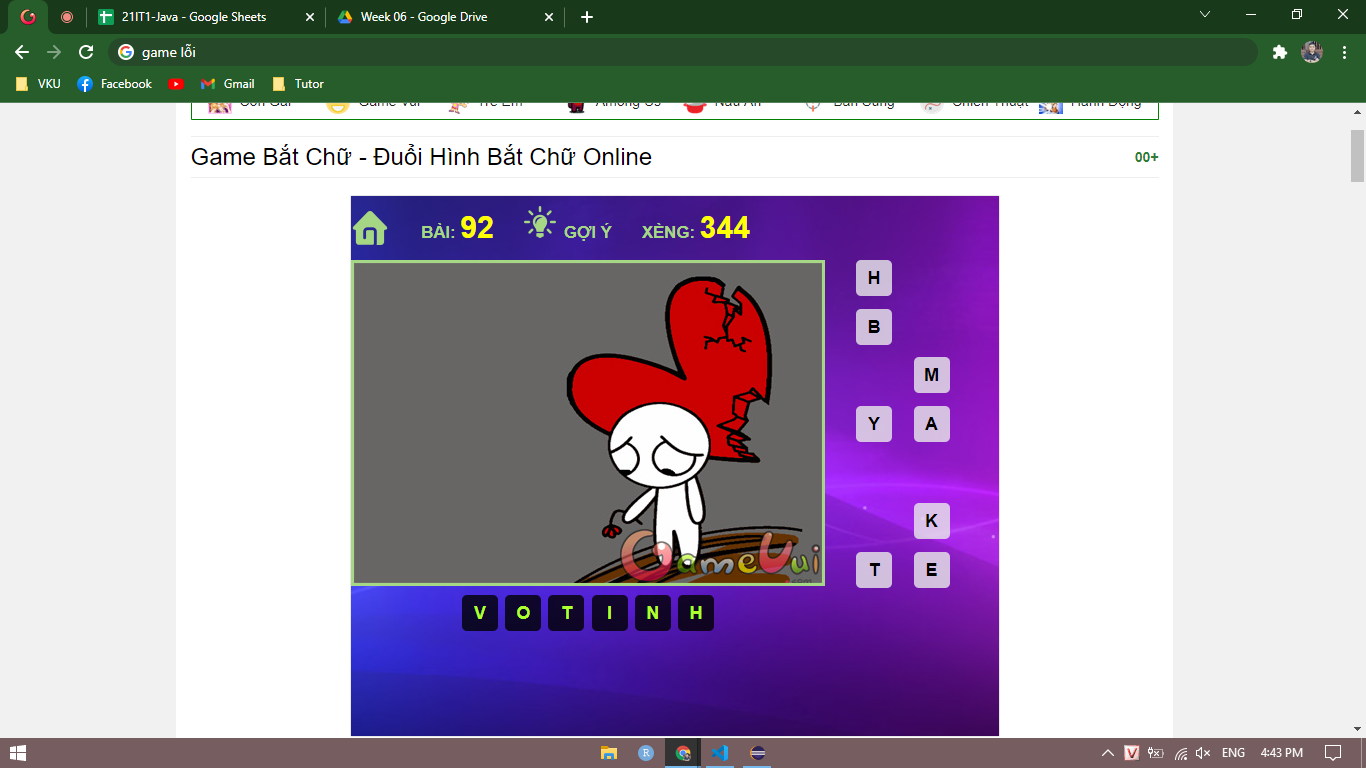 21IT1-Java - Google Sheets
Week 06 - Google Drive
game lỗi
VKU Facebook Gmail Tutor
Con Gái Game Vui Trẻ Em Among Us Nấu Ăn Bắn Súng Chiến Thuật Hành Động
Game Bắt Chữ - Đuổi Hình Bắt Chữ Online
00+
BÀI: 92 GỢI Ý XẺNG: 344
H
B
M
Y A
K
T E
GameVui
.com
V O T I N H
R
V
ENG
4:43 PM